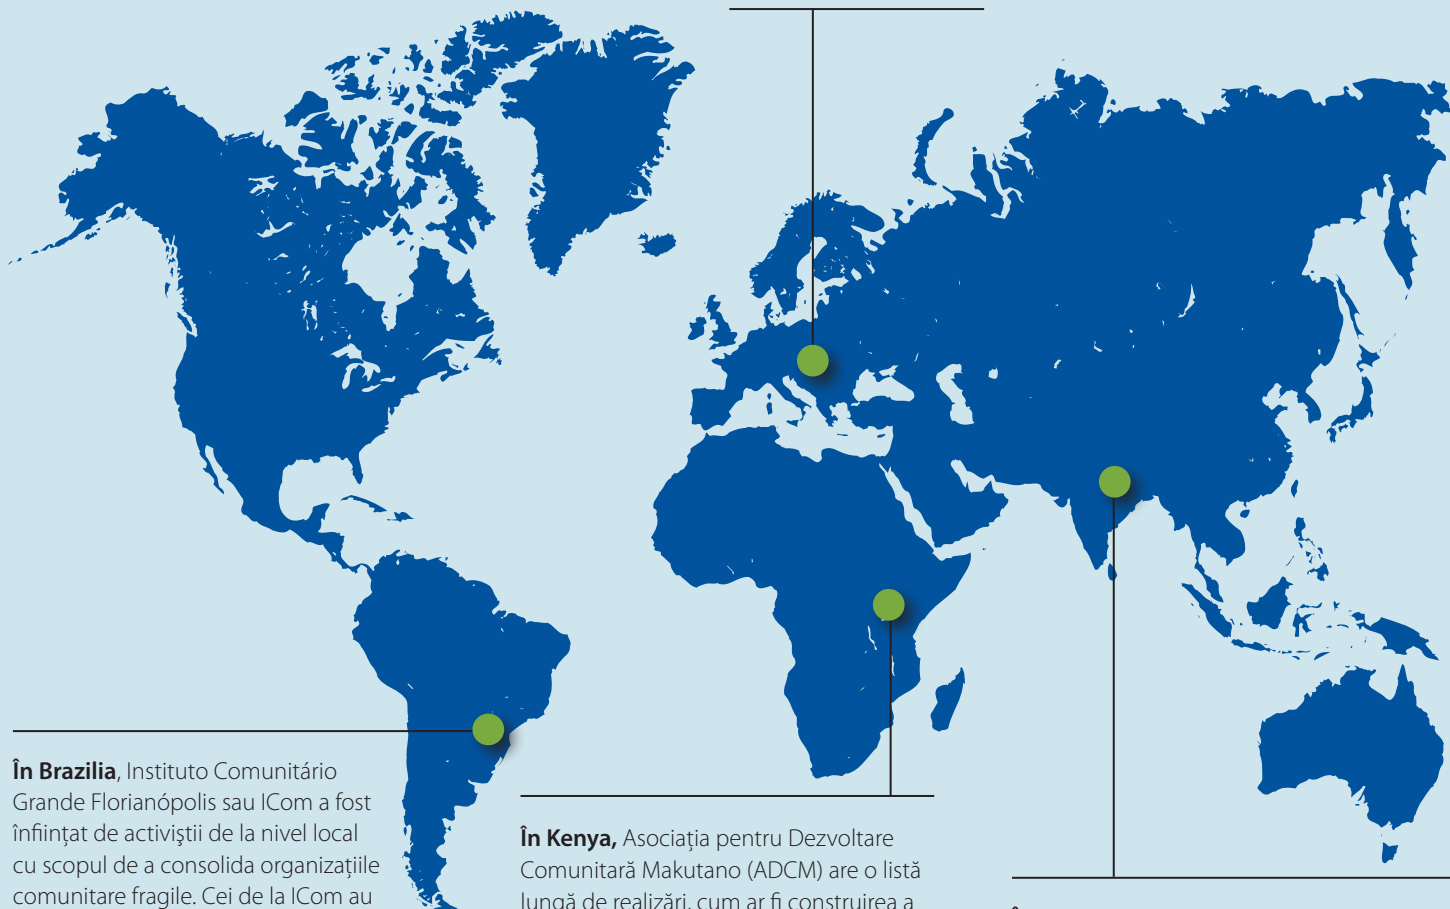 În Brazilia, Instituto Comunitário
Grande Florianópolis sau ICom a fost
înființat de activiștii de la nivel local
cu scopul de a consolida organizațiile
comunitare fragile. Cei de la ICom au
În Kenya, Asociația pentru Dezvoltare
Comunitară Makutano (ADCM) are o listă
lungă de realizări, cum ar fi construirea a